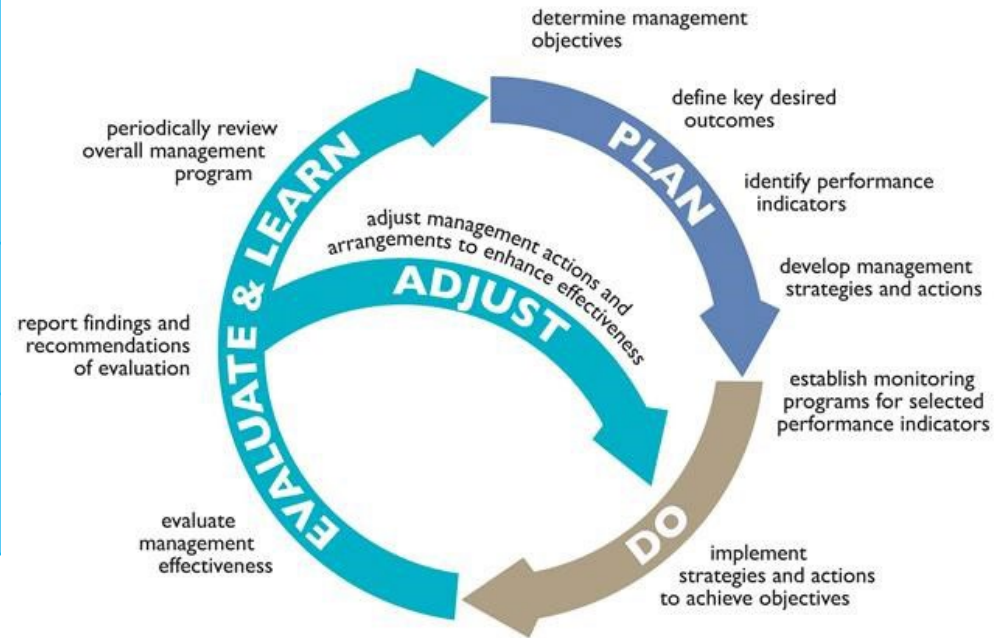 determine management
objectives
define key desired
outcomes
PLAN
identify performance
indicators
develop management
strategies and actions
establish monitoring
programs for selected
performance indicators
DO
implement
strategies and actions
to achieve objectives
evaluate
management
effectiveness
EVALUATE & LEARN
report findings and
recommendations
of evaluation
periodically review
overall management
program
adjust management actions and
arrangements to enhance effectiveness
ADJUST